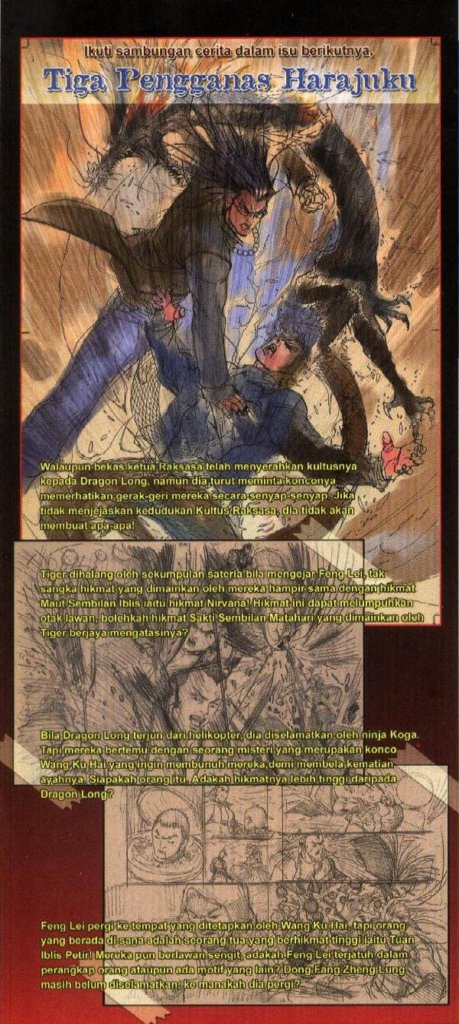 Ikuti sambungan cerita dalam isu berikutnya,
Tiga Pengganas Harajuku
Walaupun bekas ketua Raksasa telah menyerahkan kultusnya
kepada Dragon Long, namun dia turut meminta konconya
memerhatikan gerak-geri mereka secara senyap-senyap. Jika
tidak menjejaskan kedudukan Kultus Raksasa, dia tidak akan
membuat apa-apa!
Tiger dihalang oleh sekumpulan sateria bila mengejar Feng Lei, tak
sangka hikmat yang dimainkan oleh mereka hampir sama dengan hikmat
Maut Sembilan Iblis iaitu hikmat Nirvana! Hikmat ini dapat melumpuhkan
otak lawan, bolehkah hikmat Sakti Sembilan Matahari yang dimainkan oleh
Tiger berjaya mengatasinya?
Bila Dragon Long terjun dari helikopter, dia diselamatkan oleh ninja Koga.
Tapi mereka bertemu dengan seorang misteri yang merupakan konco
Wang Ku Hai yang ingin membunuh mereka demi membela kematian
ayahnya. Siapakah orang itu, Adakah hikmatnya lebih tinggi daripada
Dragon Long?
Feng Lei pergi ke tempat yang ditetapkan oleh Wang Ku Hai, tapi orang
yang berada di sana adalah seorang tua yang berhikmat tinggi iaitu Tuan
Iblis Petir! Mereka pun berlawan sengit, adakah Feng Lei terjatuh dalam
perangkap orang ataupun ada motif yang lain? Dong Fang Zheng Lung
masih belum diselamatkan, ke manakah dia pergi?